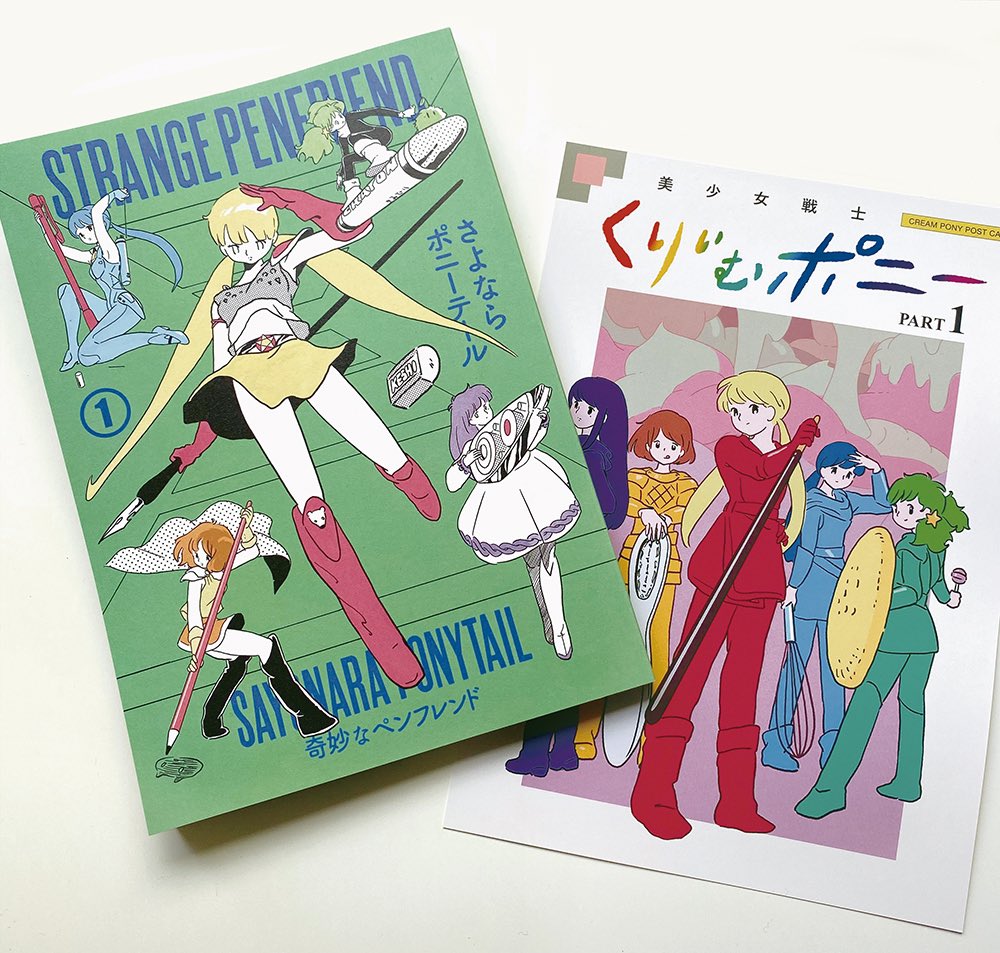 STRANGE PENFRIEND
さよなら
ポニーテール
①
SAYONARA PONYTAIL
奇妙なペンフレンド
美少女戦士
くりぃむポニー
CREAM PONY POST CA
PART 1